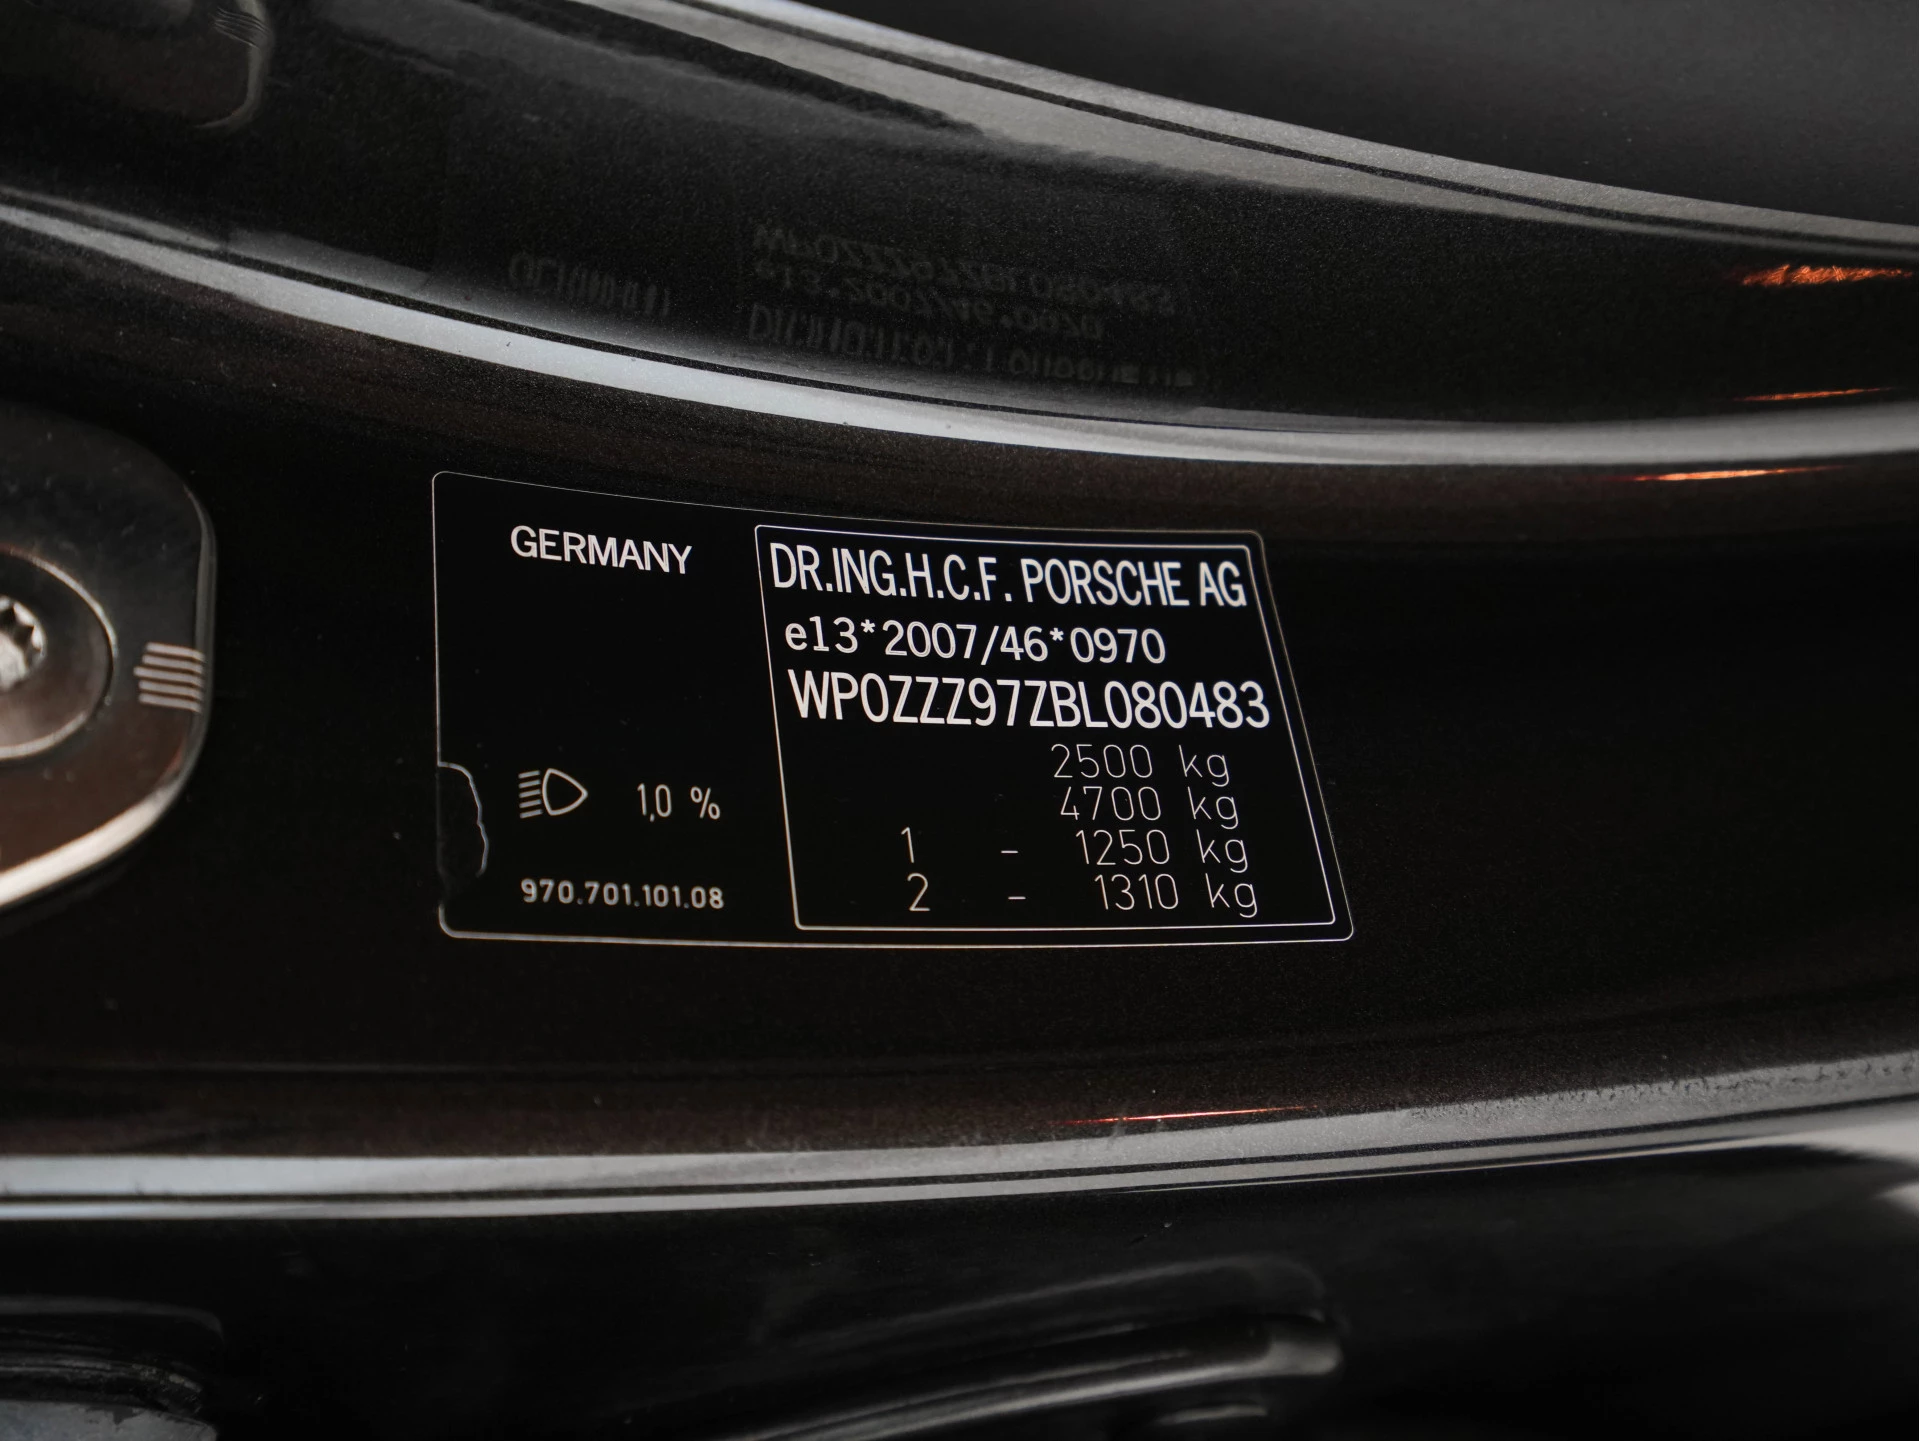 GERMANY
DR.ING.H.C.F. PORSCHE AG
e13*2007/46*0970
WP0ZZZ97ZBL080483
2500 kg
4700 kg
1 - 1250 kg
2 - 1310 kg
1,0 %
970.701.101.08